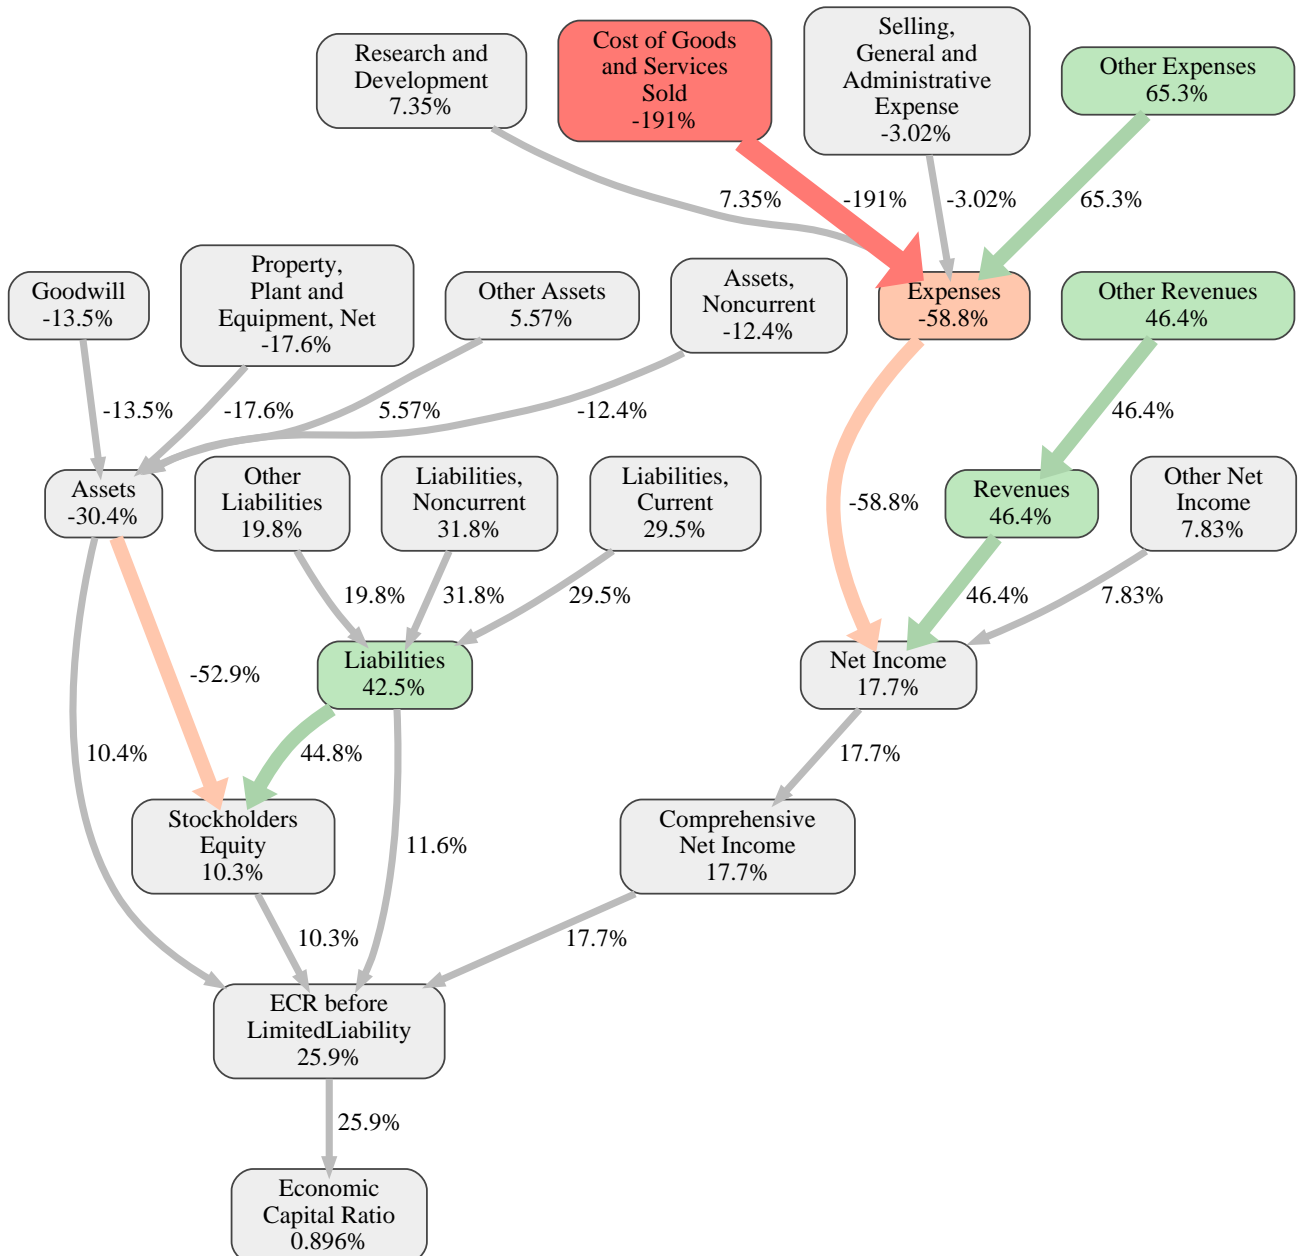 Research and
Development
7.35%
Cost of Goods
and Services
Sold
-191%
Selling,
General and
Administrative
Expense
-3.02%
Other Expenses
65.3%
7.35%
-191%
-3.02%
65.3%
Goodwill
-13.5%
Property,
Plant and
Equipment, Net
-17.6%
Other Assets
5.57%
Assets,
Noncurrent
-12.4%
Expenses
-58.8%
Other Revenues
46.4%
-13.5%
-17.6%
5.57%
-12.4%
46.4%
Assets
-30.4%
Other
Liabilities
19.8%
Liabilities,
Noncurrent
31.8%
Liabilities,
Current
29.5%
-58.8%
Revenues
46.4%
Other Net
Income
7.83%
19.8%
31.8%
29.5%
46.4%
7.83%
-52.9%
Liabilities
42.5%
Net Income
17.7%
10.4%
44.8%
17.7%
Stockholders
Equity
10.3%
11.6%
Comprehensive
Net Income
17.7%
10.3%
17.7%
ECR before
LimitedLiability
25.9%
25.9%
Economic
Capital Ratio
0.896%